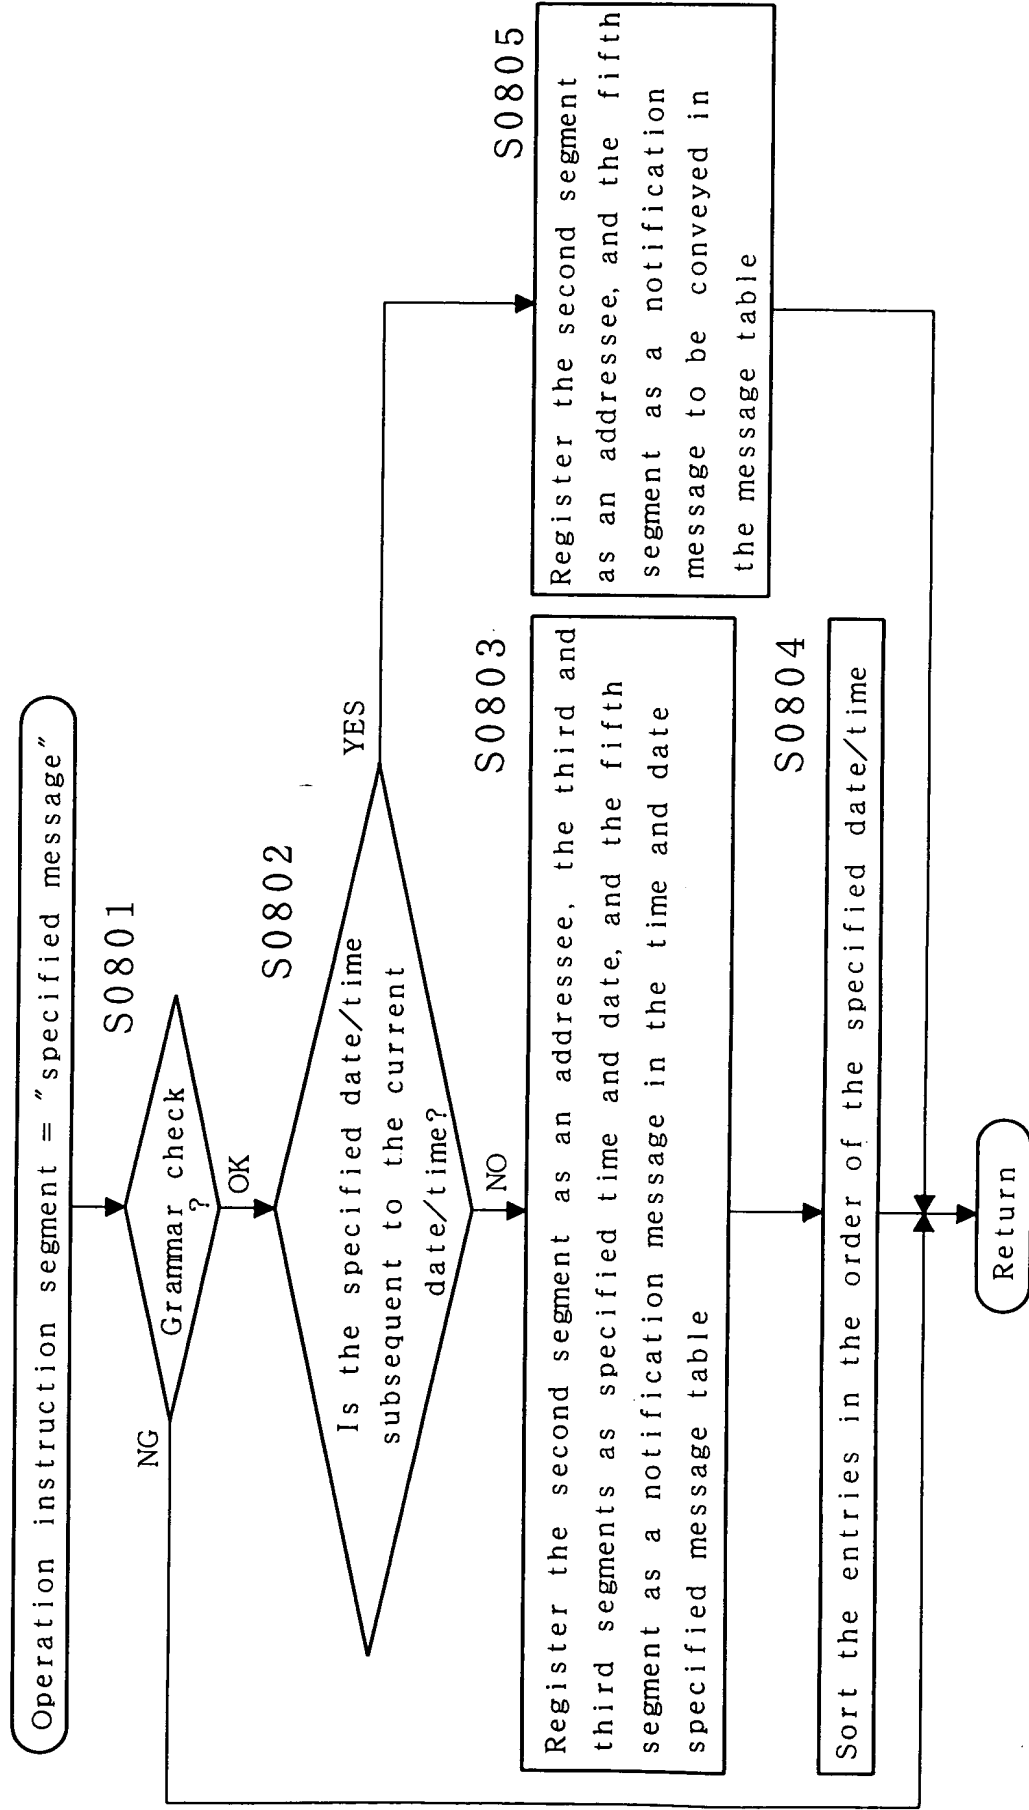 Operation instruction segment = "specified message"
S0801
Grammar check
?
NG
OK
S0802
Is the specified date/time
subsequent to the current
date/time?
YES
NO
S0803
Register the second segment as an addressee, the third and
third segments as specified time and date, and the fifth
segment as a notification message in the time and date
specified message table
S0804
Sort the entries in the order of the specified date/time
S0805
Register the second segment
as an addressee, and the fifth
segment as a notification
message to be conveyed in
the message table
Return